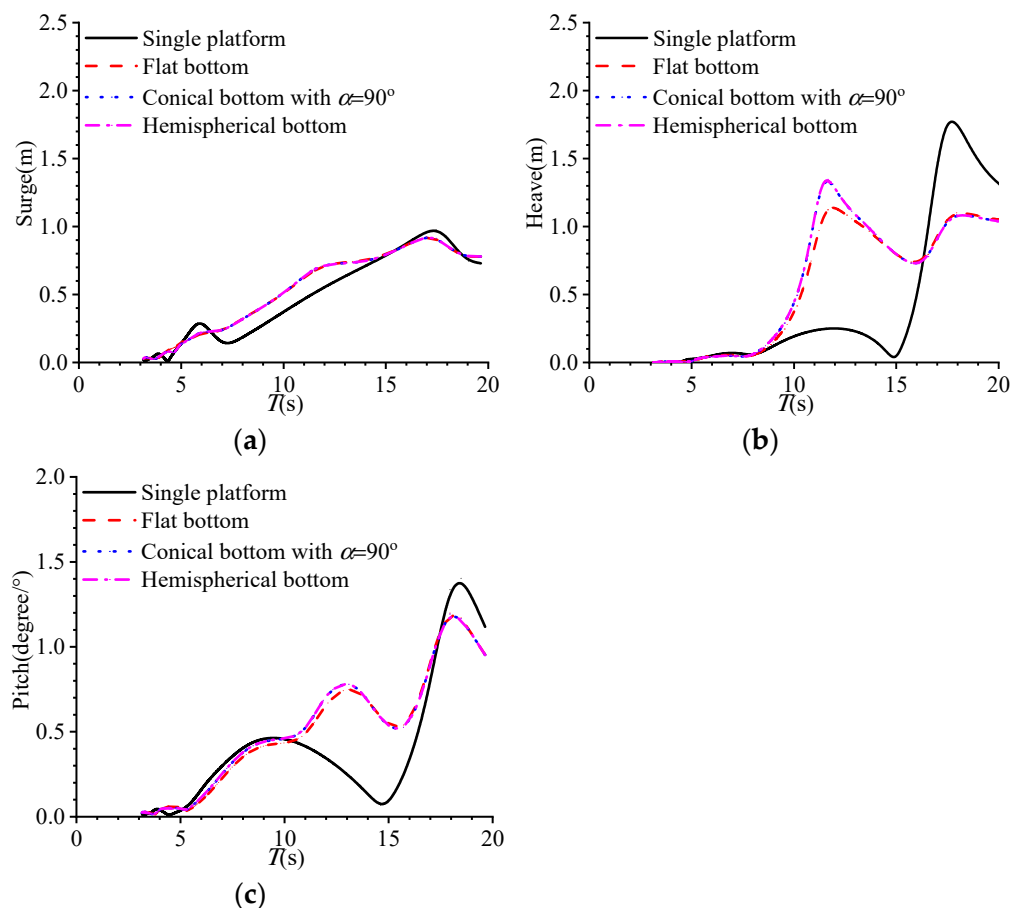 2.5
2.0
1.5
1.0
0.5
0.0
Surge(m)
Single platform
Flat bottom
Conical bottom with α=90°
Hemispherical bottom
0 5 10 15 20
T(s)
(a)
2.5
2.0
1.5
1.0
0.5
0.0
Heave(m)
Single platform
Flat bottom
Conical bottom with α=90°
Hemispherical bottom
0 5 10 15 20
T(s)
(b)
2.0
1.5
1.0
0.5
0.0
Pitch(degree/°)
Single platform
Flat bottom
Conical bottom with α=90°
Hemispherical bottom
0 5 10 15 20
T(s)
(c)